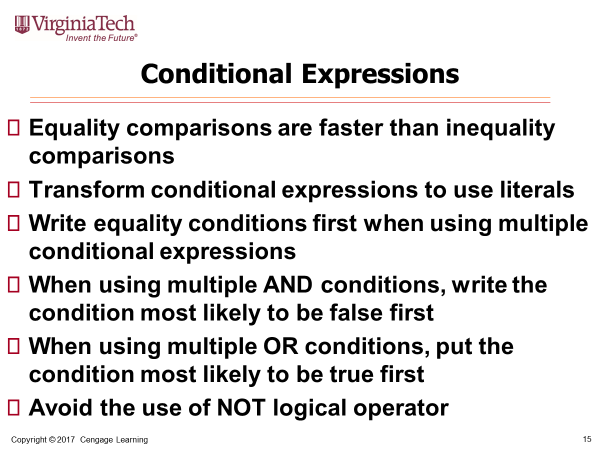 VirginiaTech
1872
Invent the Future®
Conditional Expressions
Equality comparisons are faster than inequality
comparisons
Transform conditional expressions to use literals
Write equality conditions first when using multiple
conditional expressions
When using multiple AND conditions, write the
condition most likely to be false first
When using multiple OR conditions, put the
condition most likely to be true first
Avoid the use of NOT logical operator
Copyright © 2017 Cengage Learning
15